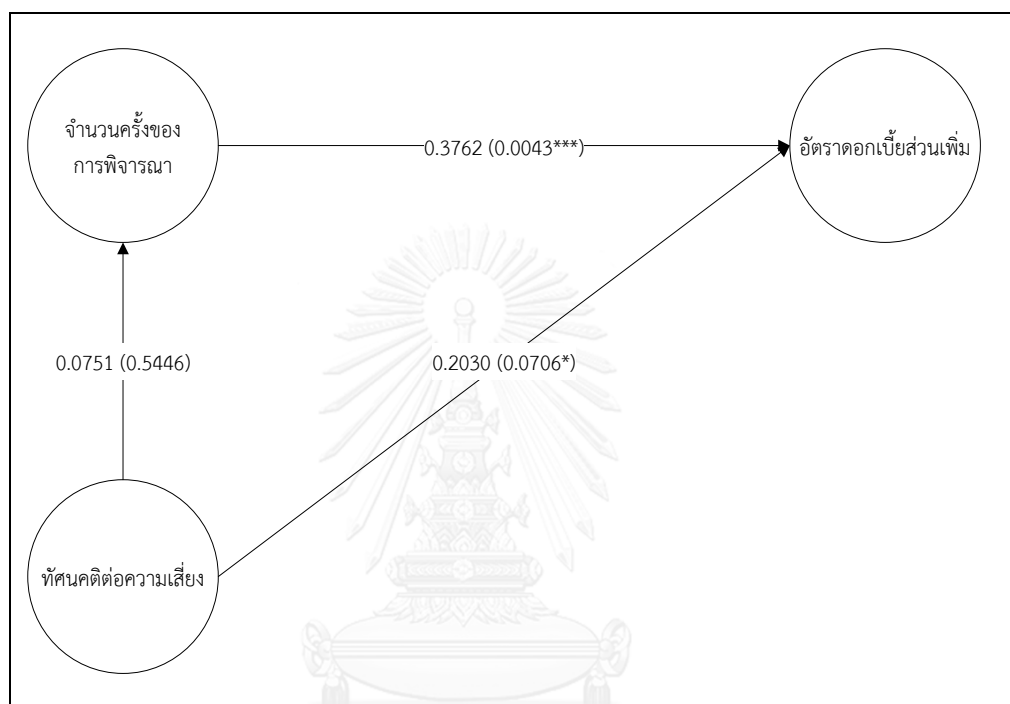 จำนวนครั้งของ
การพิจารณา
0.3762 (0.0043***)
อัตราดอกเบี้ยส่วนเพิ่ม
0.0751 (0.5446)
0.2030 (0.0706*)
ทัศนคติต่อความเสี่ยง